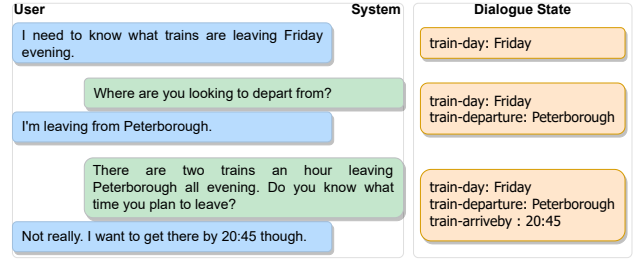 User
System
Dialogue State
I need to know what trains are leaving Friday
evening.
train-day: Friday
Where are you looking to depart from?
I'm leaving from Peterborough.
train-day: Friday
train-departure: Peterborough
There are two trains an hour leaving
Peterborough all evening. Do you know what
time you plan to leave?
Not really. I want to get there by 20:45 though.
train-day: Friday
train-departure: Peterborough
train-arriveby : 20:45